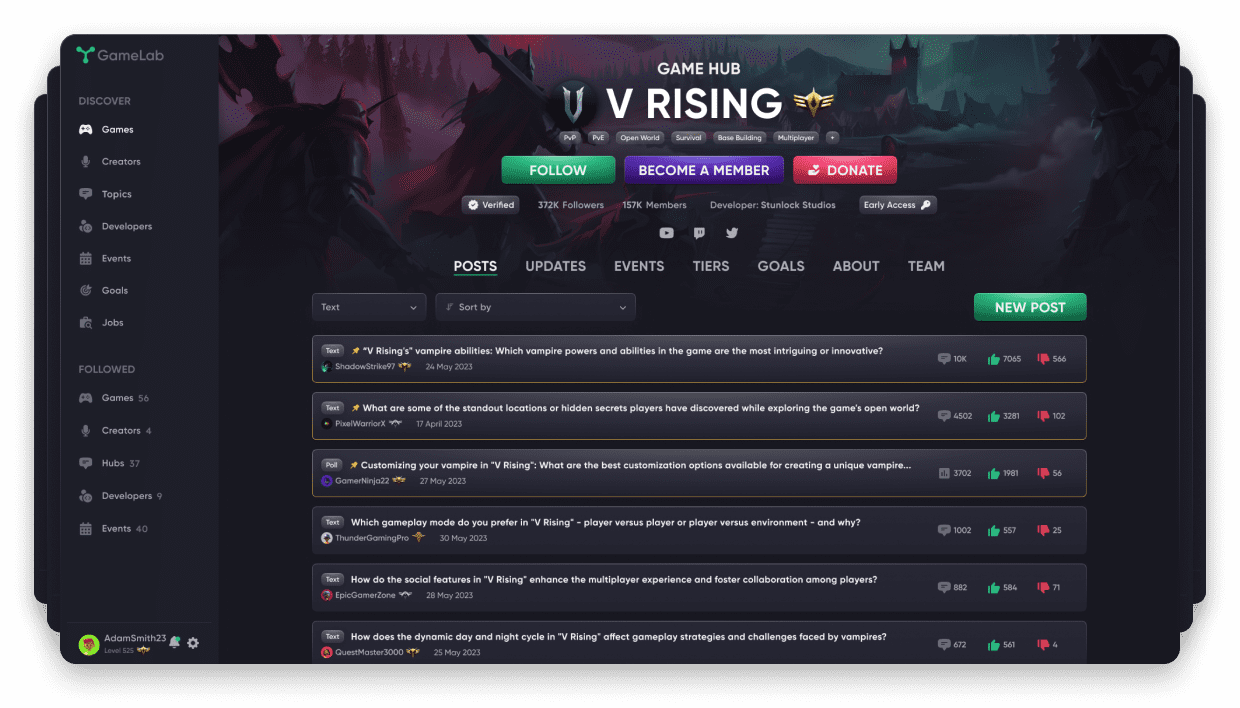 GameLab
DISCOVER
Games
Creators
Topics
Developers
Events
Goals
Jobs
FOLLOWED
Games 56
Creators 4
Hubs 37
Developers 9
Events 40
AdamSmith23
Level 525
GAME HUB
V RISING
PvP PvE Open World Survival Base Building Multiplayer +
FOLLOW BECOME A MEMBER DONATE
Verified 372K Followers 157K Members Developer: Stunlock Studios Early Access
POSTS UPDATES EVENTS TIERS GOALS ABOUT TEAM
Text Sort by NEW POST
Text "V Rising's" vampire abilities: Which vampire powers and abilities in the game are the most intriguing or innovative?
ShadowStrike97 24 May 2023
10K 7065 566
Text What are some of the standout locations or hidden secrets players have discovered while exploring the game's open world?
PixelWarriorX 17 April 2023
4502 3281 102
Poll Customizing your vampire in "V Rising": What are the best customization options available for creating a unique vampire...
GamerNinja22 27 May 2023
3702 1981 56
Text Which gameplay mode do you prefer in "V Rising" - player versus player or player versus environment - and why?
ThunderGamingPro 30 May 2023
1002 557 25
Text How do the social features in "V Rising" enhance the multiplayer experience and foster collaboration among players?
EpicGamerZone 28 May 2023
882 584 71
Text How does the dynamic day and night cycle in "V Rising" affect gameplay strategies and challenges faced by vampires?
QuestMaster3000 25 May 2023
672 561 4